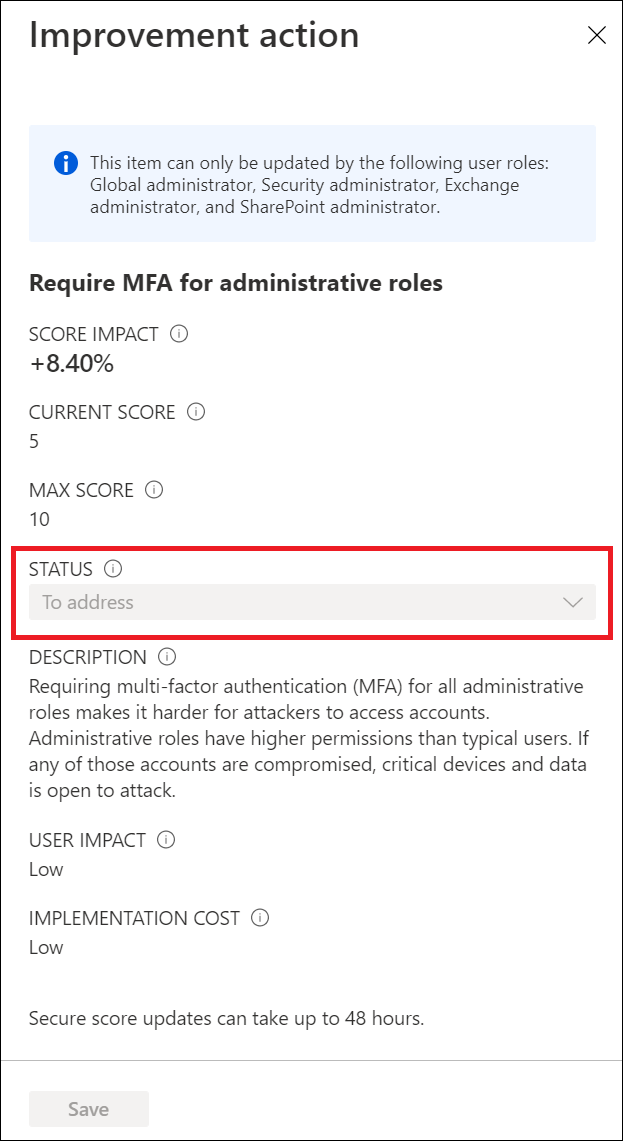 Improvement action
This item can only be updated by the following user roles:
Global administrator, Security administrator, Exchange
administrator, and SharePoint administrator.
Require MFA for administrative roles
SCORE IMPACT
+8.40%
CURRENT SCORE
5
MAX SCORE
10
STATUS
To address
DESCRIPTION
Requiring multi-factor authentication (MFA) for all administrative
roles makes it harder for attackers to access accounts.
Administrative roles have higher permissions than typical users. If
any of those accounts are compromised, critical devices and data
is open to attack.
USER IMPACT
Low
IMPLEMENTATION COST
Low
Secure score updates can take up to 48 hours.
Save